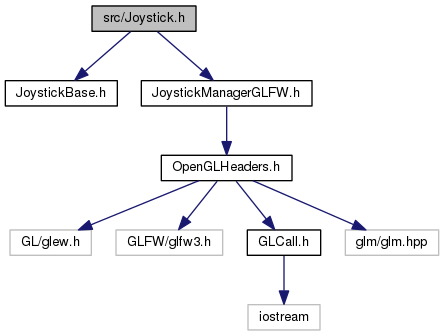 src/Joystick.h
JoystickBase.h
JoystickManagerGLFW.h
OpenGLHeaders.h
GL/glew.h
GLFW/glfw3.h
GLCall.h
glm/glm.hpp
iostream